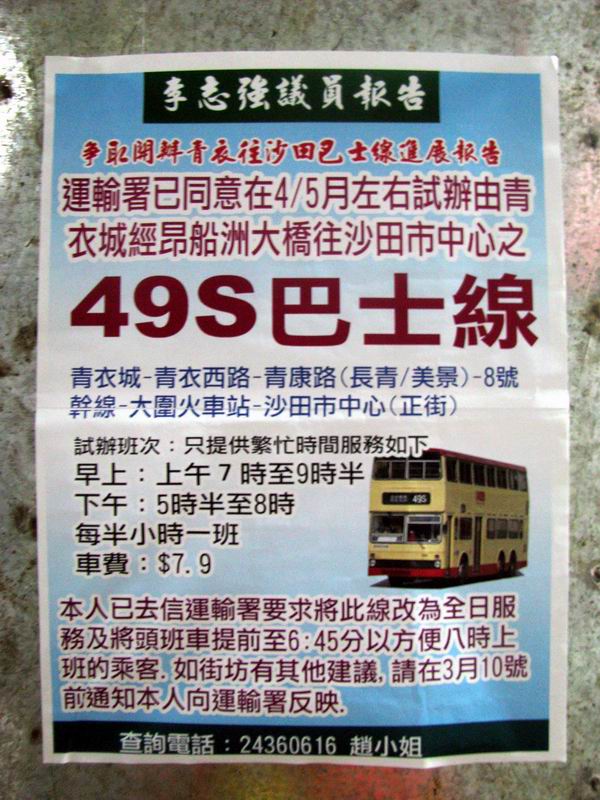 李志強議員報告
爭取開辦青衣往沙田巴士線進展報告
運輸署已同意在4/5月左右試辦由青
衣城經昂船洲大橋往沙田市中心之
49S巴士線
青衣城-青衣西路-青康路(長青/美景)-8號
幹線-大圍火車站-沙田市中心(正街)
試辦班次：只提供繁忙時間服務如下
早上：上午7時至9時半
下午：5時半至8時
每半小時一班
車費：$7.9
49S
本人已去信運輸署要求將此線改為全日服
務及將頭班車提前至6:45分以方便八時上
班的乘客.如街坊有其他建議,請在3月10號
前通知本人向運輸署反映.
查詢電話：24360616 趙小姐